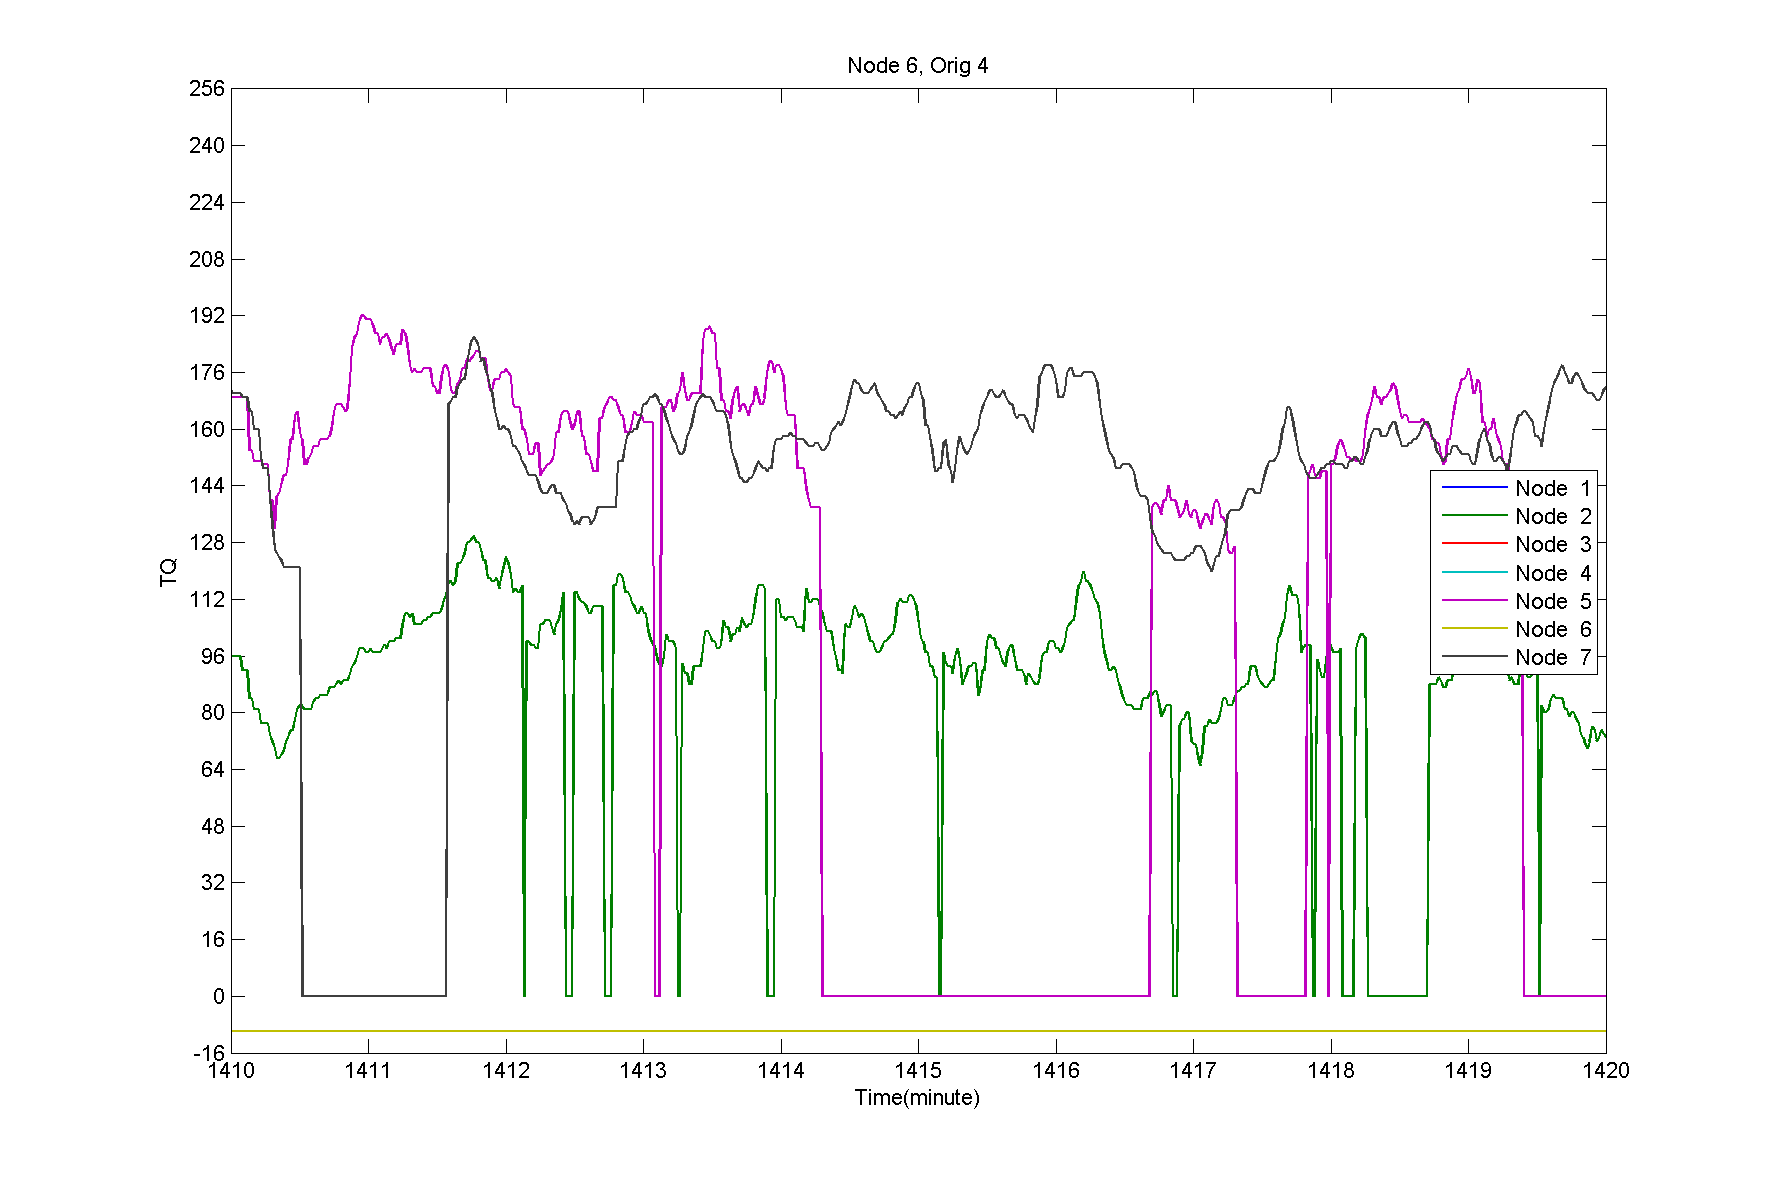 Node 6, Orig 4
256
240
224
208
192
176
160
144
128
112
96
80
64
48
32
16
0
-16
TQ
Node 1
Node 2
Node 3
Node 4
Node 5
Node 6
Node 7
1410 1411 1412 1413 1414 1415 1416 1417 1418 1419 1420
Time(minute)